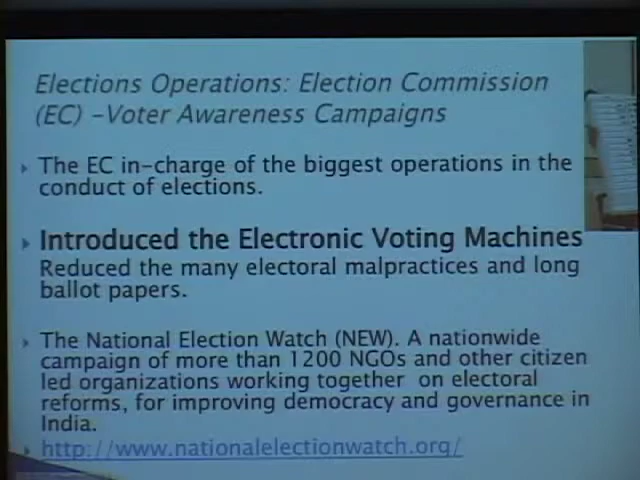 Elections Operations: Election Commission
(EC) -Voter Awareness Campaigns
The EC in-charge of the biggest operations in the
conduct of elections.
Introduced the Electronic Voting Machines
Reduced the many electoral malpractices and long
ballot papers.
The National Election Watch (NEW). A nationwide
campaign of more than 1200 NGOs and other citizen
led organizations working together on electoral
reforms, for improving democracy and governance in
India.
http://www.nationalelectionwatch.org/